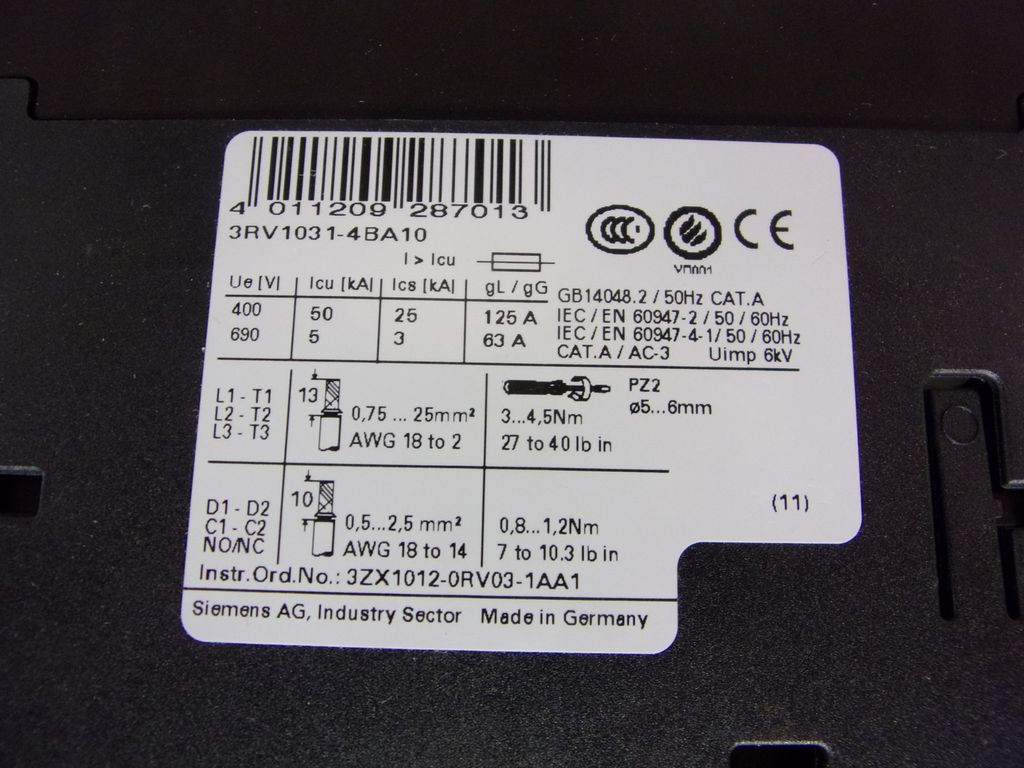 4 011209 287013
3RV1031-4BA10
CCC
CE
I > Icu
Ue [V] Icu [kA] Ics [kA] gL / gG
400 50 25 125 A
690 5 3 63 A
GB14048.2 / 50Hz CAT.A
IEC / EN 60947-2 / 50 / 60Hz
IEC / EN 60947-4-1 / 50 / 60Hz
CAT.A / AC-3 Uimp 6kV
L1 - T1
L2 - T2
L3 - T3
13
0,75 ... 25mm²
AWG 18 to 2
PZ2
ø5...6mm
3...4,5Nm
27 to 40 lb in
D1 - D2
C1 - C2
NO/NC
10
0,5...2,5 mm²
AWG 18 to 14
0,8...1,2Nm
7 to 10.3 lb in
(11)
Instr.Ord.No.: 3ZX1012-0RV03-1AA1
Siemens AG, Industry Sector Made in Germany